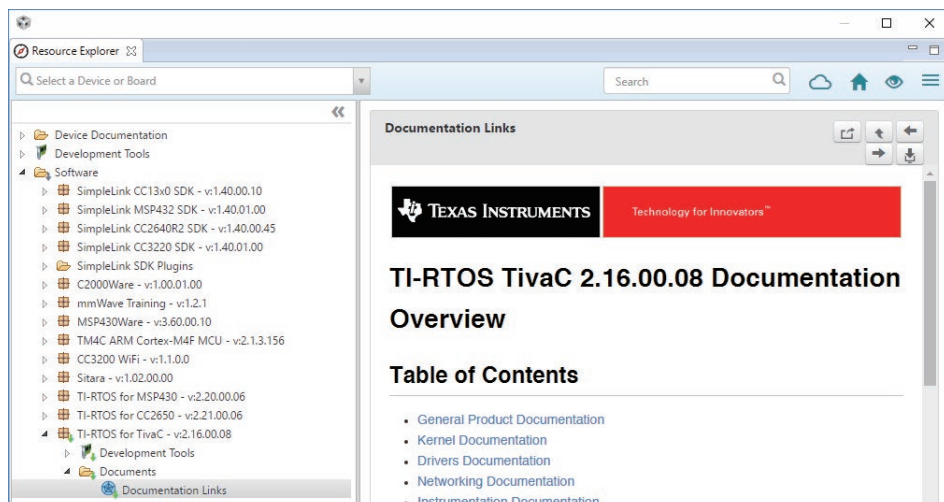 Resource Explorer
Select a Device or Board
Search
Device Documentation
Development Tools
Software
SimpleLink CC13x0 SDK - v:1.40.00.10
SimpleLink MSP432 SDK - v:1.40.01.00
SimpleLink CC2640R2 SDK - v:1.40.00.45
SimpleLink CC3220 SDK - v:1.40.01.00
SimpleLink SDK Plugins
C2000Ware - v:1.00.01.00
mmWave Training - v:1.2.1
MSP430Ware - v:3.60.00.10
TM4C ARM Cortex-M4F MCU - v:2.1.3.156
CC3200 WiFi - v:1.1.0.0
Sitara - v:1.02.00.00
TI-RTOS for MSP430 - v:2.20.00.06
TI-RTOS for CC2650 - v:2.21.00.06
TI-RTOS for TivaC - v:2.16.00.08
Development Tools
Documents
Documentation Links
Documentation Links
TEXAS INSTRUMENTS
Technology for Innovators™
TI-RTOS TivaC 2.16.00.08 Documentation
Overview
Table of Contents
General Product Documentation
Kernel Documentation
Drivers Documentation
Networking Documentation
Instrumentation Documentation